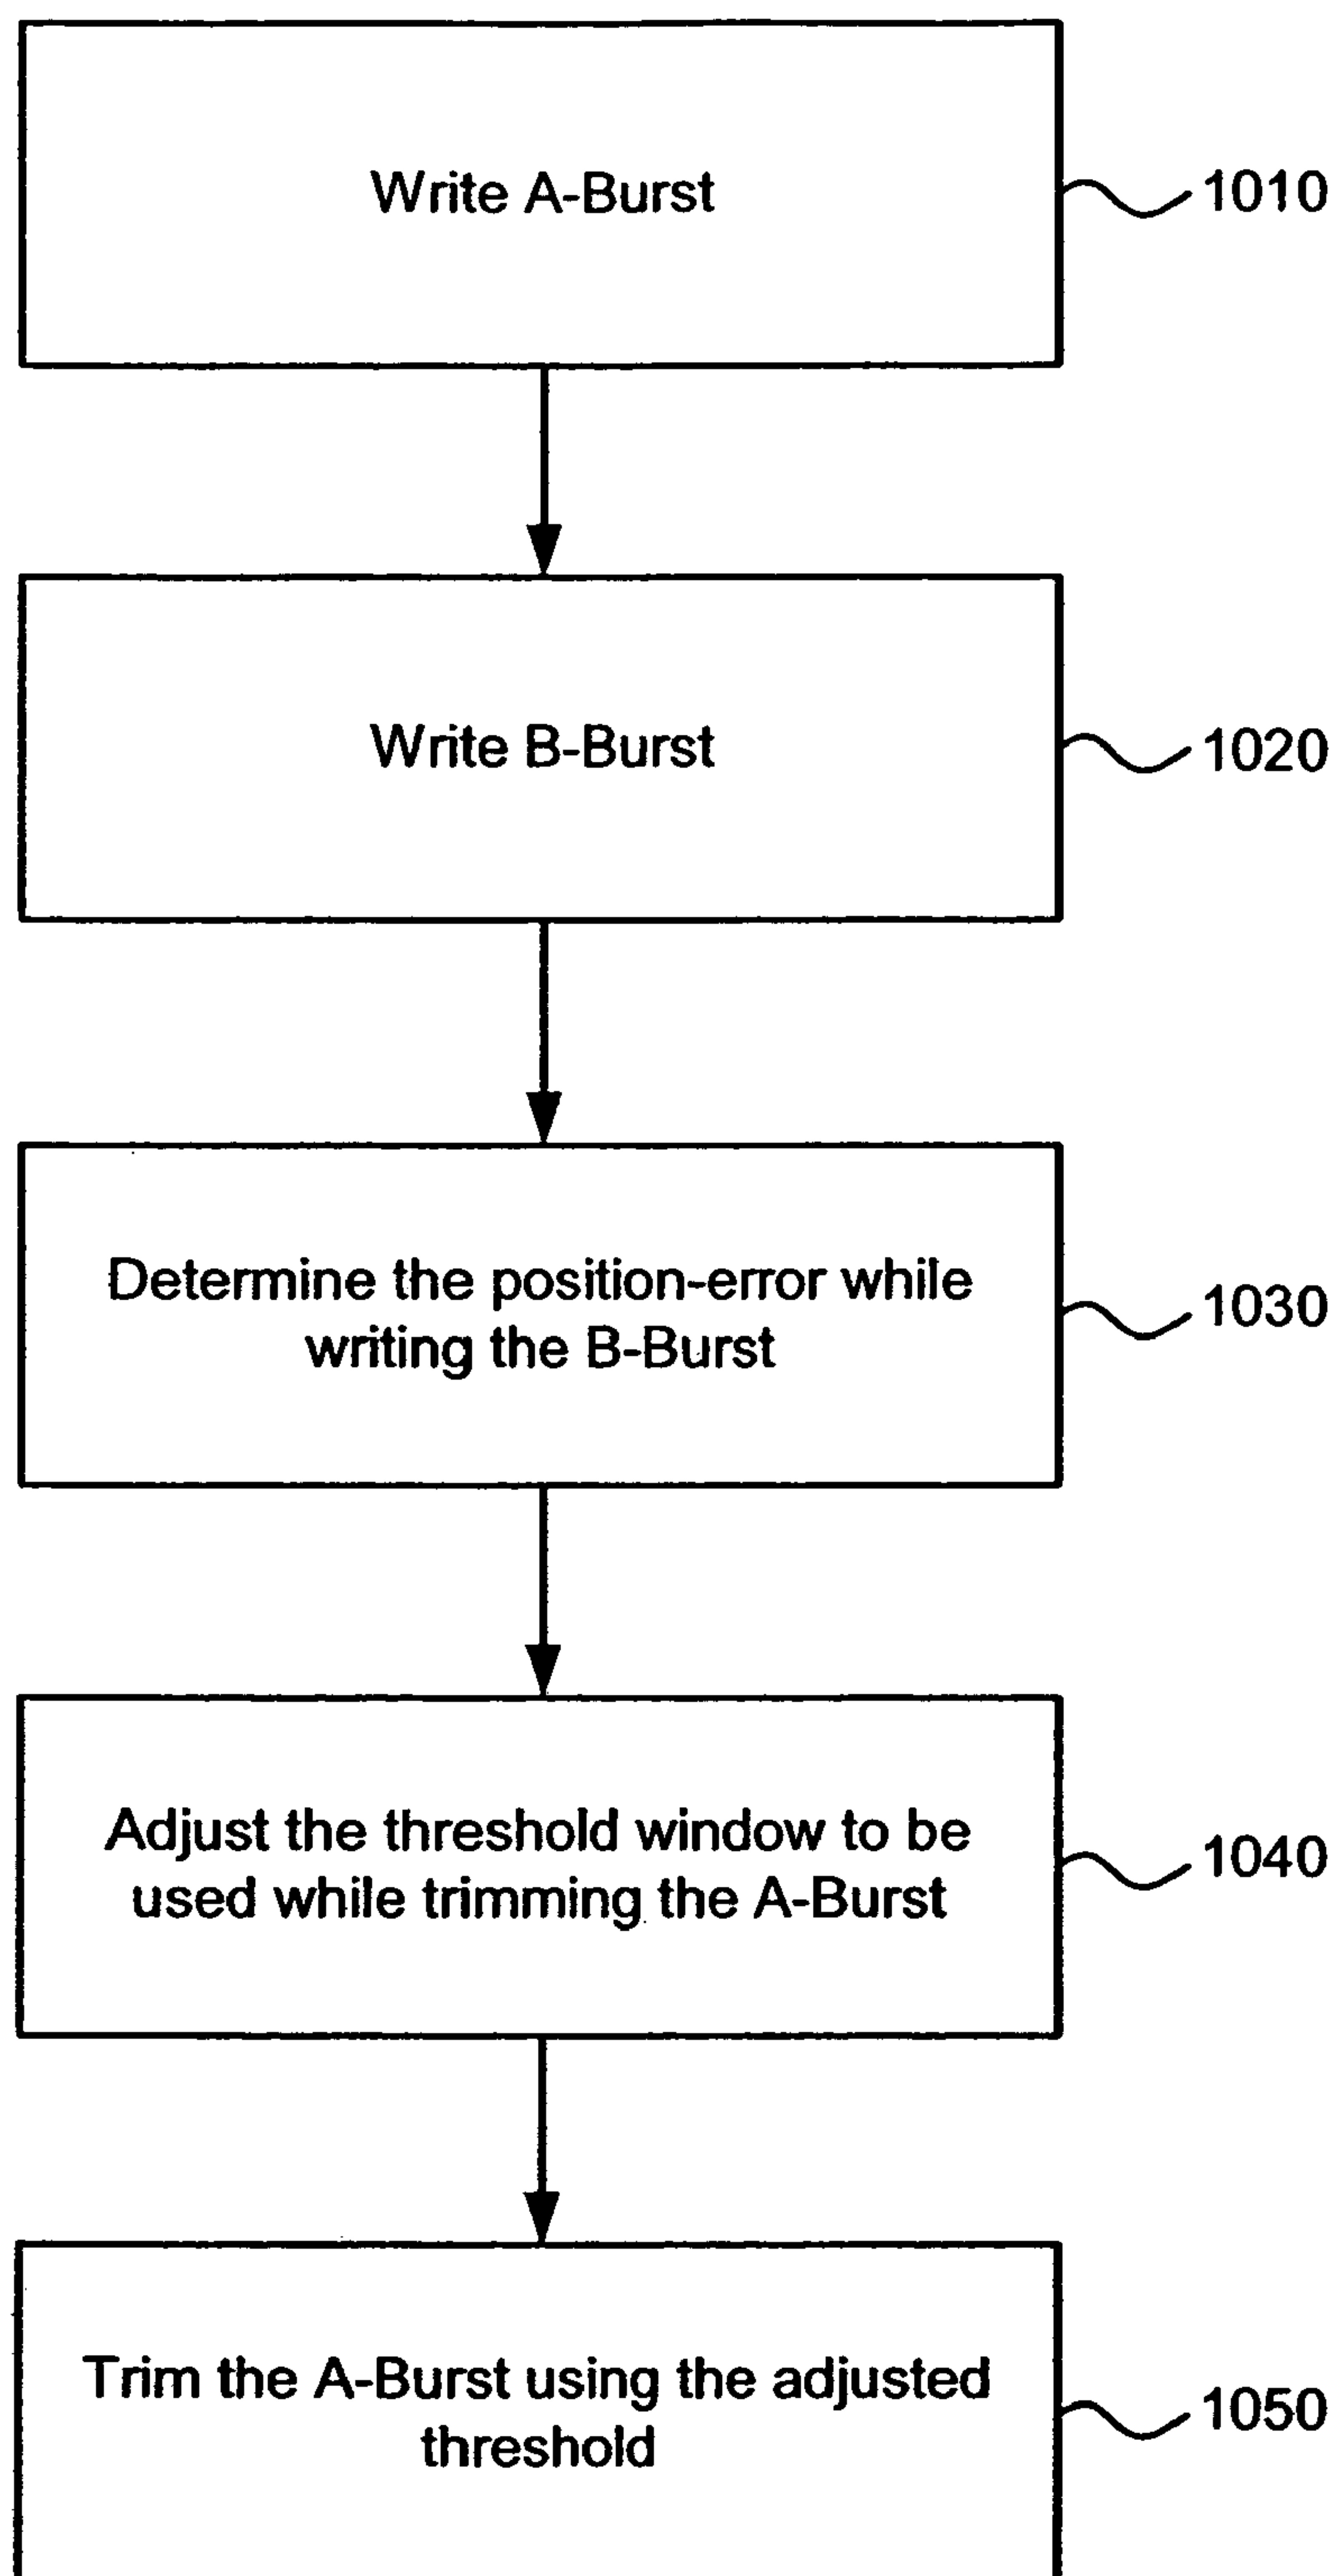 Write A-Burst
1010
Write B-Burst
1020
Determine the position-error while
writing the B-Burst
1030
Adjust the threshold window to be
used while trimming the A-Burst
1040
Trim the A-Burst using the adjusted
threshold
1050